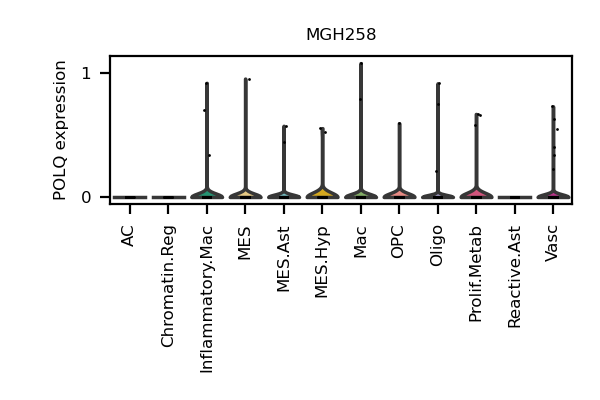 MGH258
POLQ expression
1
0
AC
Chromatin.Reg
Inflammatory.Mac
MES
MES.Ast
MES.Hyp
Mac
OPC
Oligo
Prolif.Metab
Reactive.Ast
Vasc